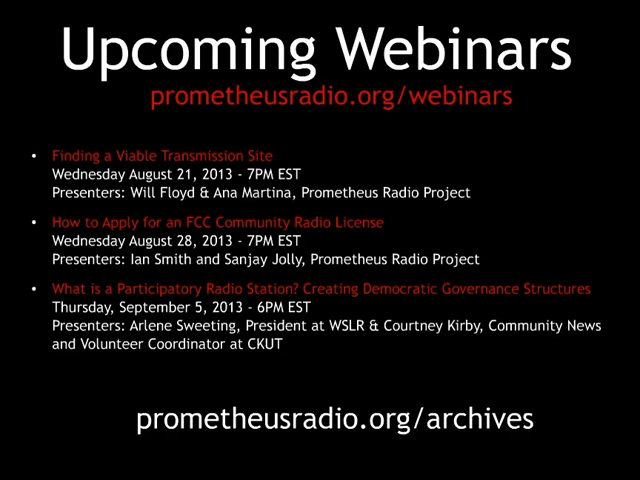 Upcoming Webinars
prometheusradio.org/webinars
• Finding a Viable Transmission Site
Wednesday August 21, 2013 - 7PM EST
Presenters: Will Floyd & Ana Martina, Prometheus Radio Project
• How to Apply for an FCC Community Radio License
Wednesday August 28, 2013 - 7PM EST
Presenters: Ian Smith and Sanjay Jolly, Prometheus Radio Project
• What is a Participatory Radio Station? Creating Democratic Governance Structures
Thursday, September 5, 2013 - 6PM EST
Presenters: Arlene Sweeting, President at WSLR & Courtney Kirby, Community News
and Volunteer Coordinator at CKUT
prometheusradio.org/archives